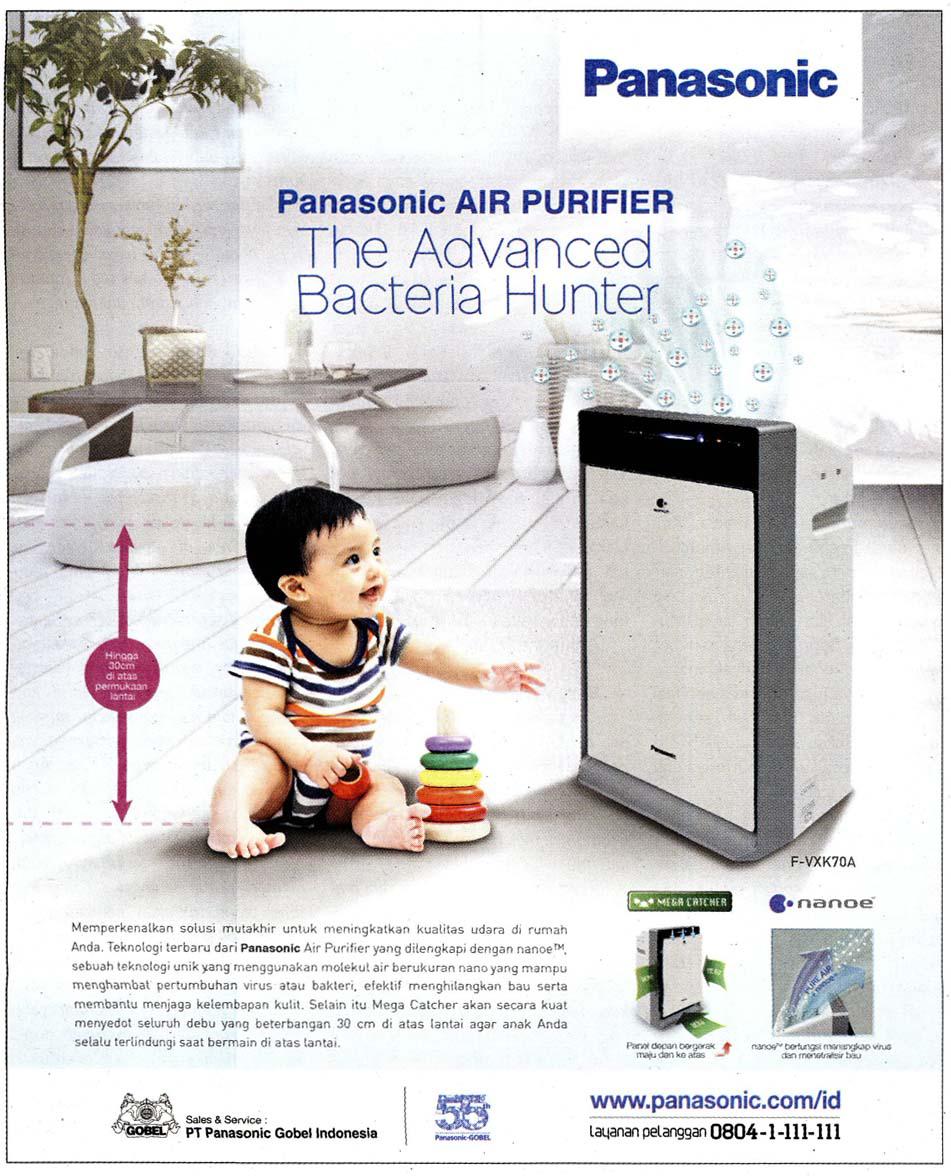 Panasonic
Panasonic AIR PURIFIER
The Advanced
Bacteria Hunter
Hingga
30cm
di atas
permukaan
lantai
Panasonic
F-VXK70A
MEGA CATCHER
nanoe™
Memperkenalkan solusi mutakhir untuk meningkatkan kualitas udara di rumah
Anda. Teknologi terbaru dari Panasonic Air Purifier yang dilengkapi dengan nanoe™,
sebuah teknologi unik yang menggunakan molekul air berukuran nano yang mampu
menghambat pertumbuhan virus atau bakteri, efektif menghilangkan bau serta
membantu menjaga kelembapan kulit. Selain itu Mega Catcher akan secara kuat
menyedot seluruh debu yang beterbangan 30 cm di atas lantai agar anak Anda
selalu terlindungi saat bermain di atas lantai.
PURE AIR
+ nanoe™
Panel depan bergerak
maju dan ke atas
nanoe™ berfungsi menangkap virus
dan menetralisir bau
GOBEL
Sales & Service :
PT Panasonic Gobel Indonesia
55th
Panasonic-GOBEL
www.panasonic.com/id
layanan pelanggan 0804-1-111-111